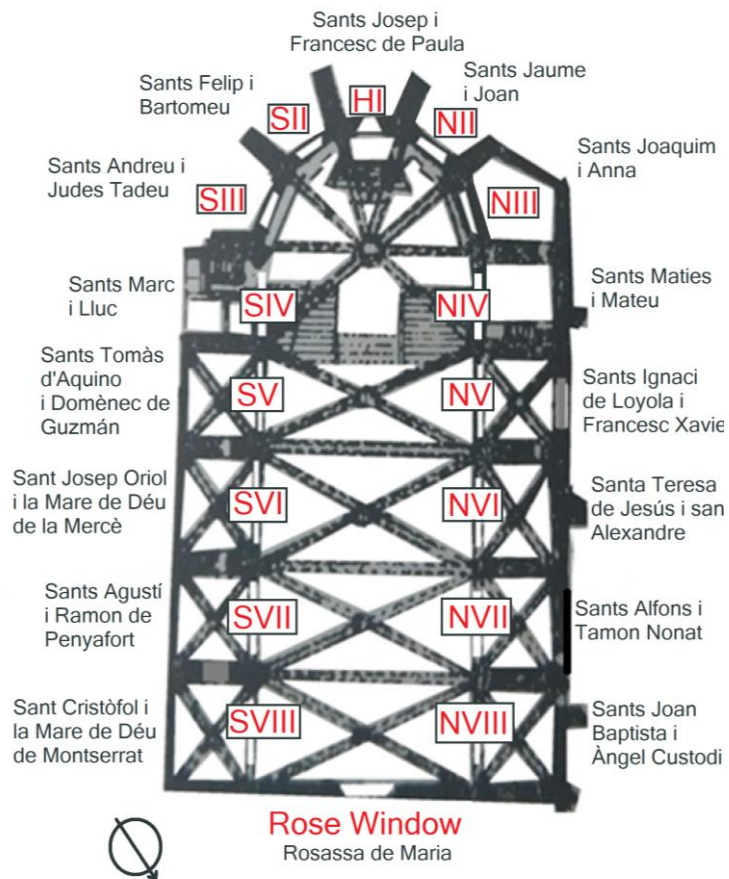 Sants Josep i
Francesc de Paula
Sants Felip i
Bartomeu
SII
HI
NII
Sants Jaume
i Joan
Sants Andreu i
Judes Tadeu
SIII
NIII
Sants Joaquim
i Anna
Sants Marc
i Lluc
SIV
NIV
Sants Maties
i Mateu
Sants Tomàs
d'Aquino
i Domènec de
Guzmán
SV
NV
Sants Ignaci
de Loyola i
Francesc Xavie
Sant Josep Oriol
i la Mare de Déu
de la Mercè
SVI
NVI
Santa Teresa
de Jesús i san
Alexandre
Sants Agustí
i Ramon de
Penyafort
SVII
NVII
Sants Alfons i
Tamon Nonat
Sant Cristòfol i
la Mare de Déu
de Montserrat
SVIII
NVIII
Sants Joan
Baptista i
Àngel Custodi
Rose Window
Rosassa de Maria